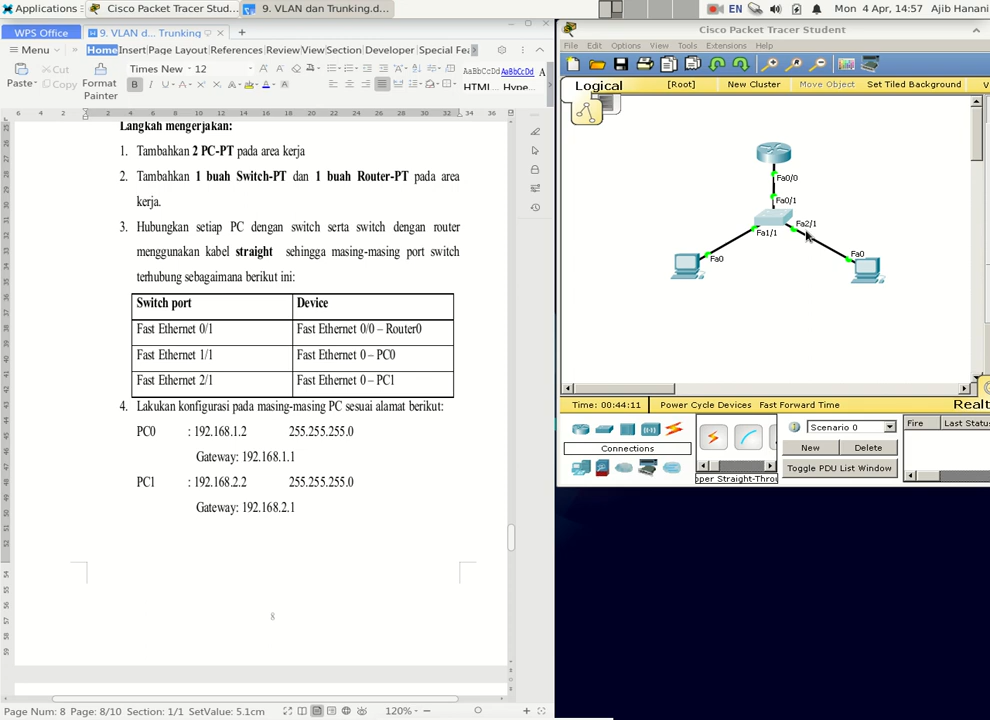 Applications
Cisco Packet Tracer Stud...
9. VLAN dan Trunking.d...
EN
Mon 4 Apr, 14:57
Ajib Hanani
WPS Office
9. VLAN d... Trunking
Menu
Home
Insert
Page Layout
References
Review
View
Section
Developer
Special Fea
Paste
Cut
Copy
Format
Painter
Times New
12
AaBbCcDd
AaBbCcDd
HTML...
Hype...
Langkah mengerjakan:
1. Tambahkan 2 PC-PT pada area kerja
2. Tambahkan 1 buah Switch-PT dan 1 buah Router-PT pada area
kerja.
3. Hubungkan setiap PC dengan switch serta switch dengan router
menggunakan kabel straight sehingga masing-masing port switch
terhubung sebagaimana berikut ini:
Switch port Device
Fast Ethernet 0/1 Fast Ethernet 0/0 – Router0
Fast Ethernet 1/1 Fast Ethernet 0 – PC0
Fast Ethernet 2/1 Fast Ethernet 0 – PC1
4. Lakukan konfigurasi pada masing-masing PC sesuai alamat berikut:
PC0 : 192.168.1.2 255.255.255.0
Gateway: 192.168.1.1
PC1 : 192.168.2.2 255.255.255.0
Gateway: 192.168.2.1
8
Page Num: 8 Page: 8/10 Section: 1/1 SetValue: 5.1cm
120%
Cisco Packet Tracer Student
File Edit Options View Tools Extensions Help
Logical
[Root]
New Cluster
Move Object
Set Tiled Background
V
Fa0/0
Fa0/1
Fa2/1
Fa1/1
Fa0
Fa0
Time: 00:44:11
Power Cycle Devices Fast Forward Time
Realt
Connections
Scenario 0
New
Delete
Toggle PDU List Window
Fire
Last Status
pper Straight-Throu